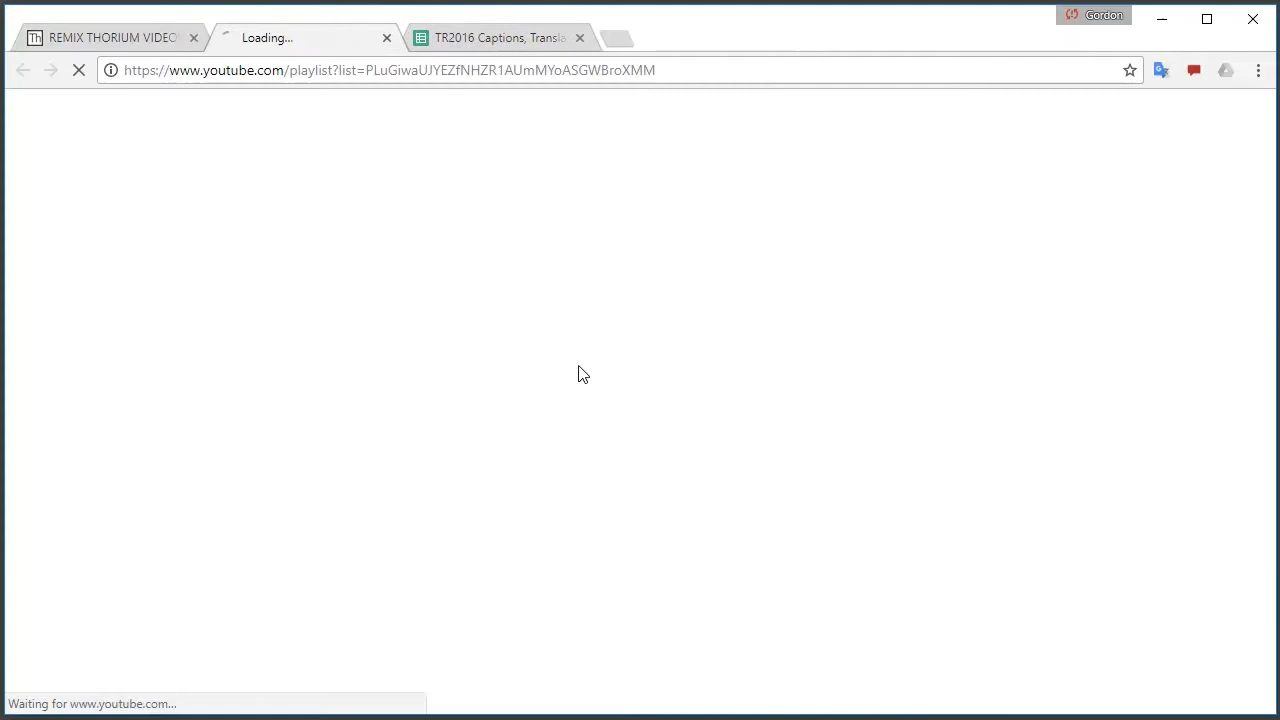 Gordon
Th REMIX THORIUM VIDEO
Loading...
TR2016 Captions, Transla
https://www.youtube.com/playlist?list=PLuGiwaUJYEZfNHZR1AUmMYoASGWBroXMM
Waiting for www.youtube.com...